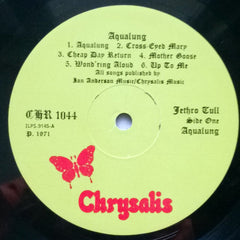 Aqualung
1. Aqualung   2. Cross-Eyed Mary
3. Cheap Day Return   4. Mother Goose
5. Wond'ring Aloud   6. Up To Me
All songs published by
Ian Anderson Music/Chrysalis Music
CHR 1044
ILPS-9145-A
P. 1971
Jethro Tull
Side One
Aqualung
Chrysalis